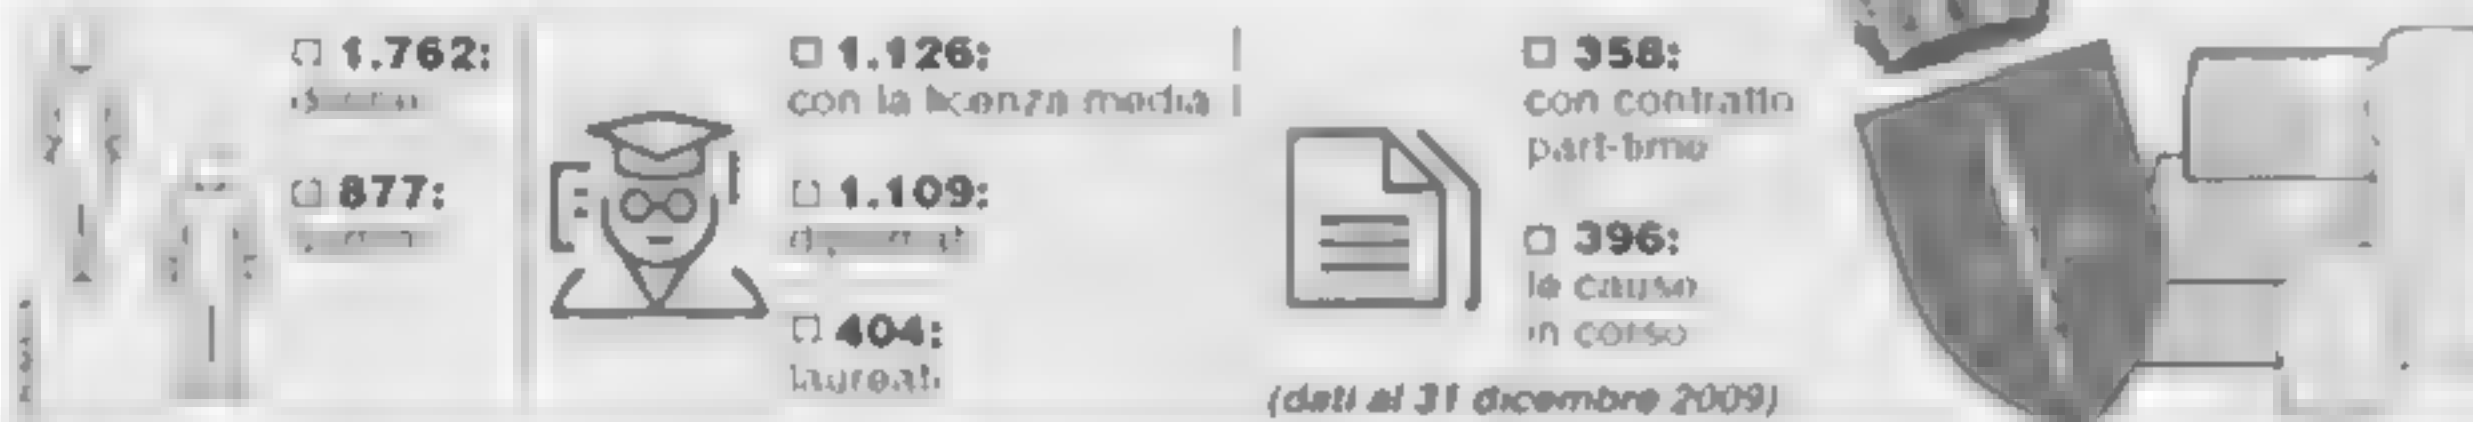 1.762:
877:
1.126:
con la licenza media
1.109:
404:
laureati
358:
con contratto
part-time
396:
le cause
in corso
(dati al 31 dicembre 2009)